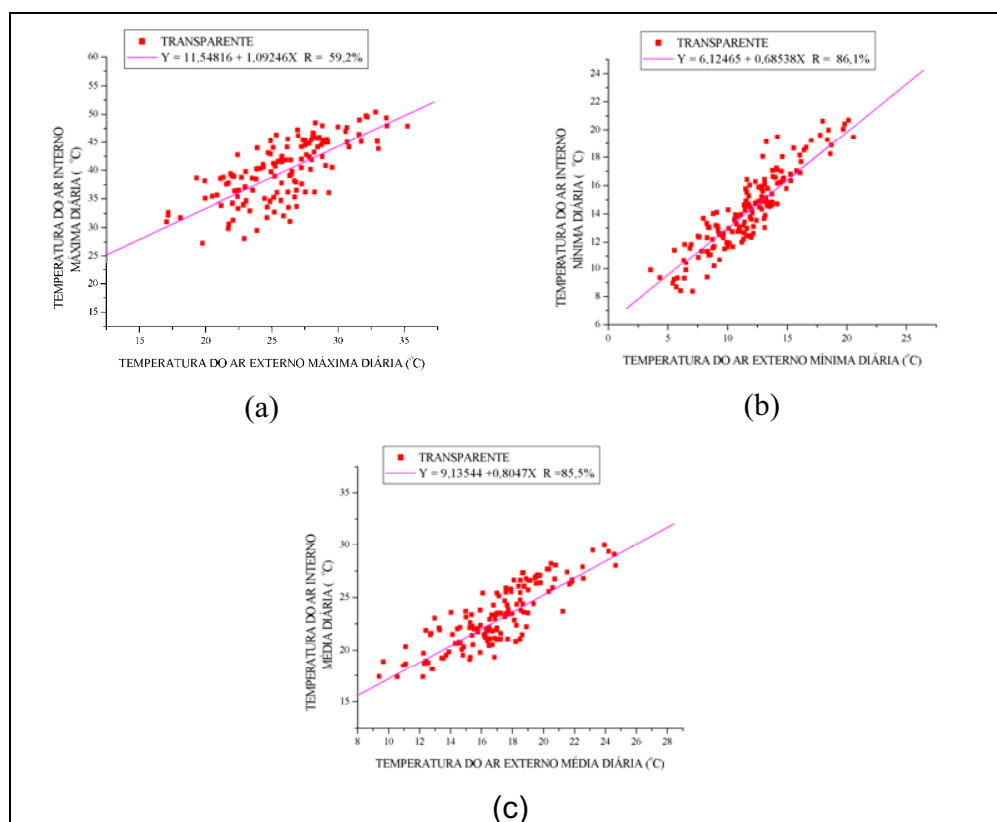 TRANSPARENTE
Y = 11,54816 + 1,09246X R = 59,2%
60
55
50
45
40
35
30
25
20
15
TEMPERATURA DO AR INTERNO
MÁXIMA DIÁRIA ( °C)
15 20 25 30 35
TEMPERATURA DO AR EXTERNO MÁXIMA DIÁRIA (°C)
(a)
TRANSPARENTE
Y = 6,12465 + 0,68538X R = 86,1%
24
22
20
18
16
14
12
10
8
6
TEMPERATURA DO AR INTERNO
MÍNIMA DIÁRIA ( °C)
0 5 10 15 20 25
TEMPERATURA DO AR EXTERNO MÍNIMA DIÁRIA (°C)
(b)
TRANSPARENTE
Y = 9,13544 +0,8047X R =85,5%
35
30
25
20
15
TEMPERATURA DO AR INTERNO
MÉDIA DIÁRIA ( °C)
8 10 12 14 16 18 20 22 24 26 28
TEMPERATURA DO AR EXTERNO MÉDIA DIÁRIA (°C)
(c)